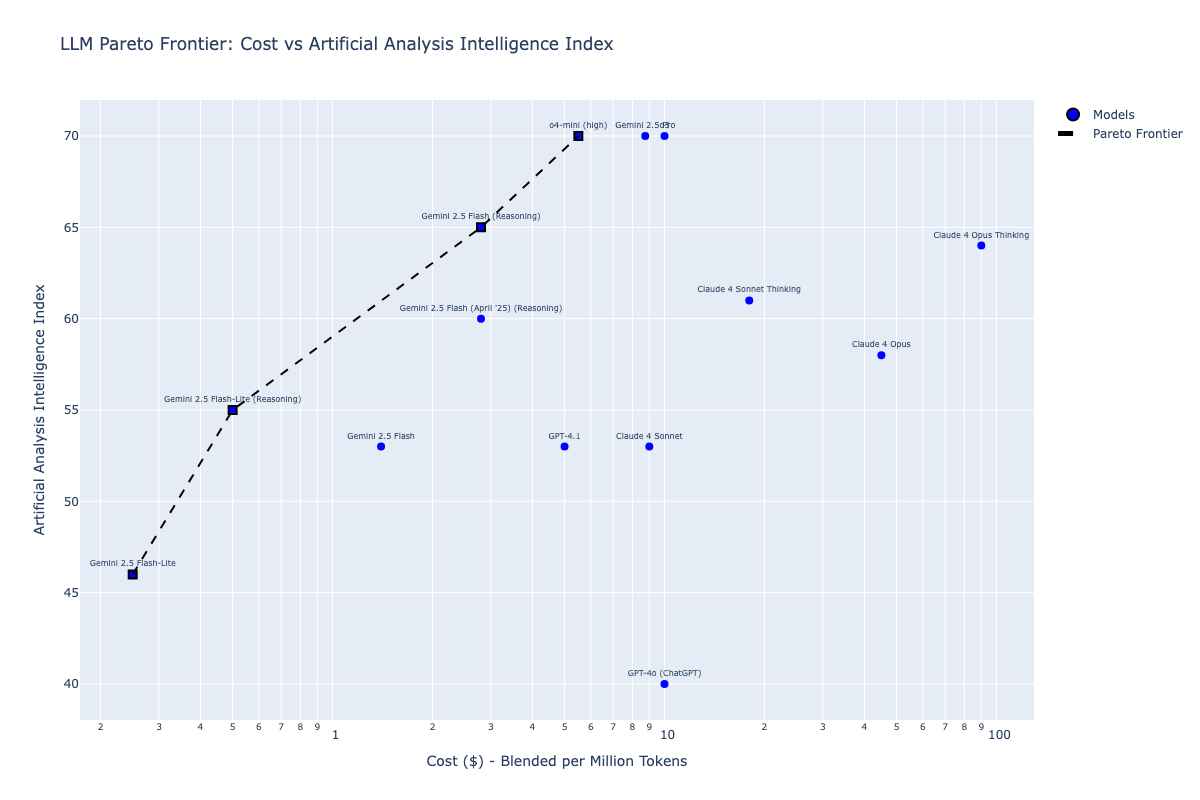 LLM Pareto Frontier: Cost vs Artificial Analysis Intelligence Index
Models
Pareto Frontier
Artificial Analysis Intelligence Index
70
65
60
55
50
45
40
o4-mini (high)
Gemini 2.5 Pro
o3
Gemini 2.5 Flash (Reasoning)
Claude 4 Opus Thinking
Claude 4 Sonnet Thinking
Gemini 2.5 Flash (April '25) (Reasoning)
Claude 4 Opus
Gemini 2.5 Flash-Lite (Reasoning)
Gemini 2.5 Flash
GPT-4.1
Claude 4 Sonnet
Gemini 2.5 Flash-Lite
GPT-4o (ChatGPT)
2 3 4 5 6 7 8 9 1 2 3 4 5 6 7 8 9 10 2 3 4 5 6 7 8 9 100
Cost ($) - Blended per Million Tokens